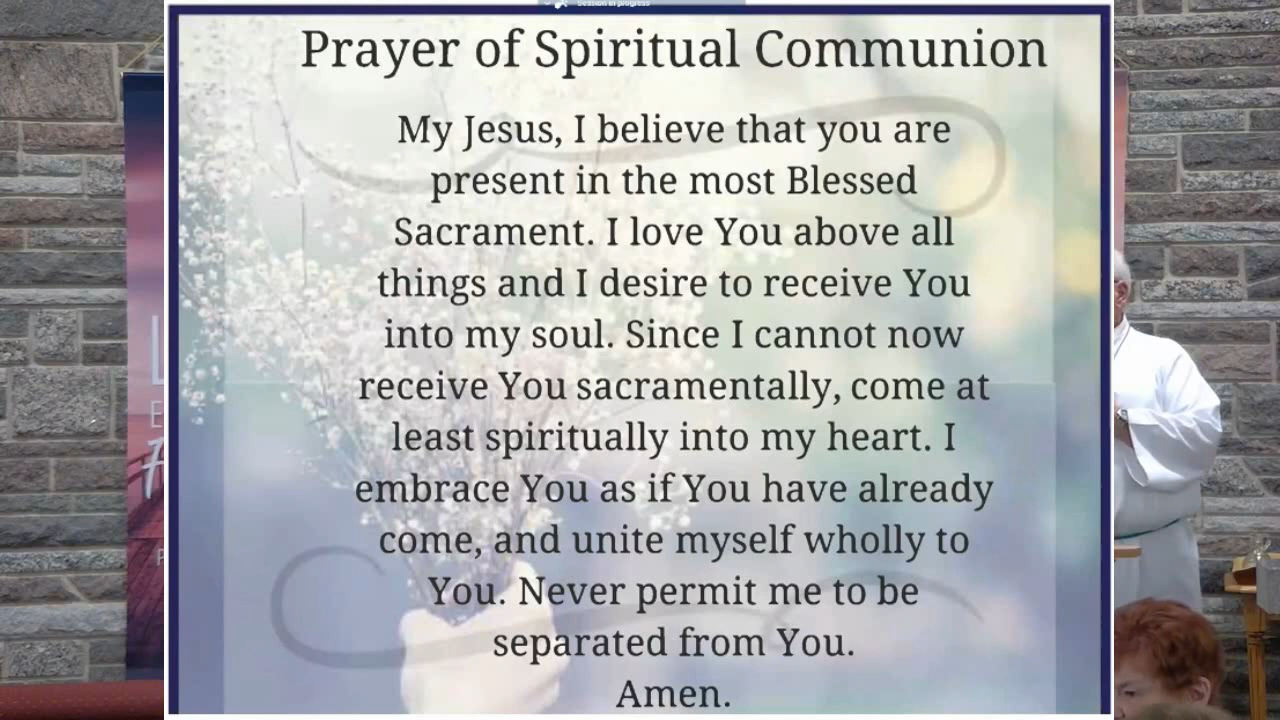 Session in progress
Prayer of Spiritual Communion
My Jesus, I believe that you are
present in the most Blessed
Sacrament. I love You above all
things and I desire to receive You
into my soul. Since I cannot now
receive You sacramentally, come at
least spiritually into my heart. I
embrace You as if You have already
come, and unite myself wholly to
You. Never permit me to be
separated from You.
Amen.